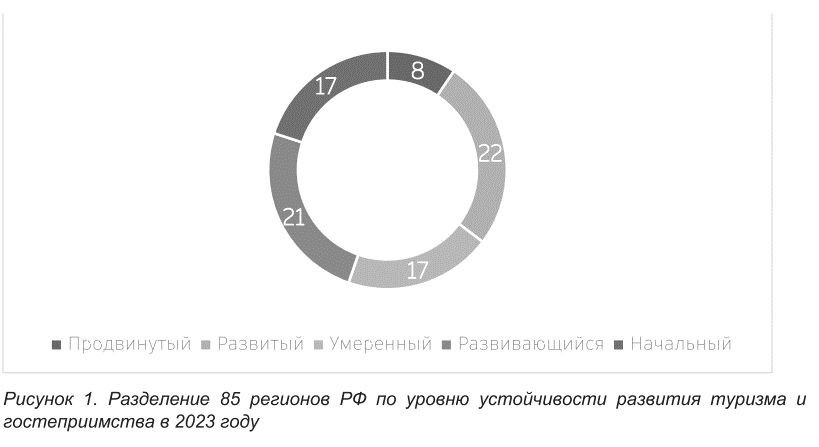 8
22
17
21
17
Продвинутый Развитый Умеренный Развивающийся Начальный
Рисунок 1. Разделение 85 регионов РФ по уровню устойчивости развития туризма и
гостеприимства в 2023 году